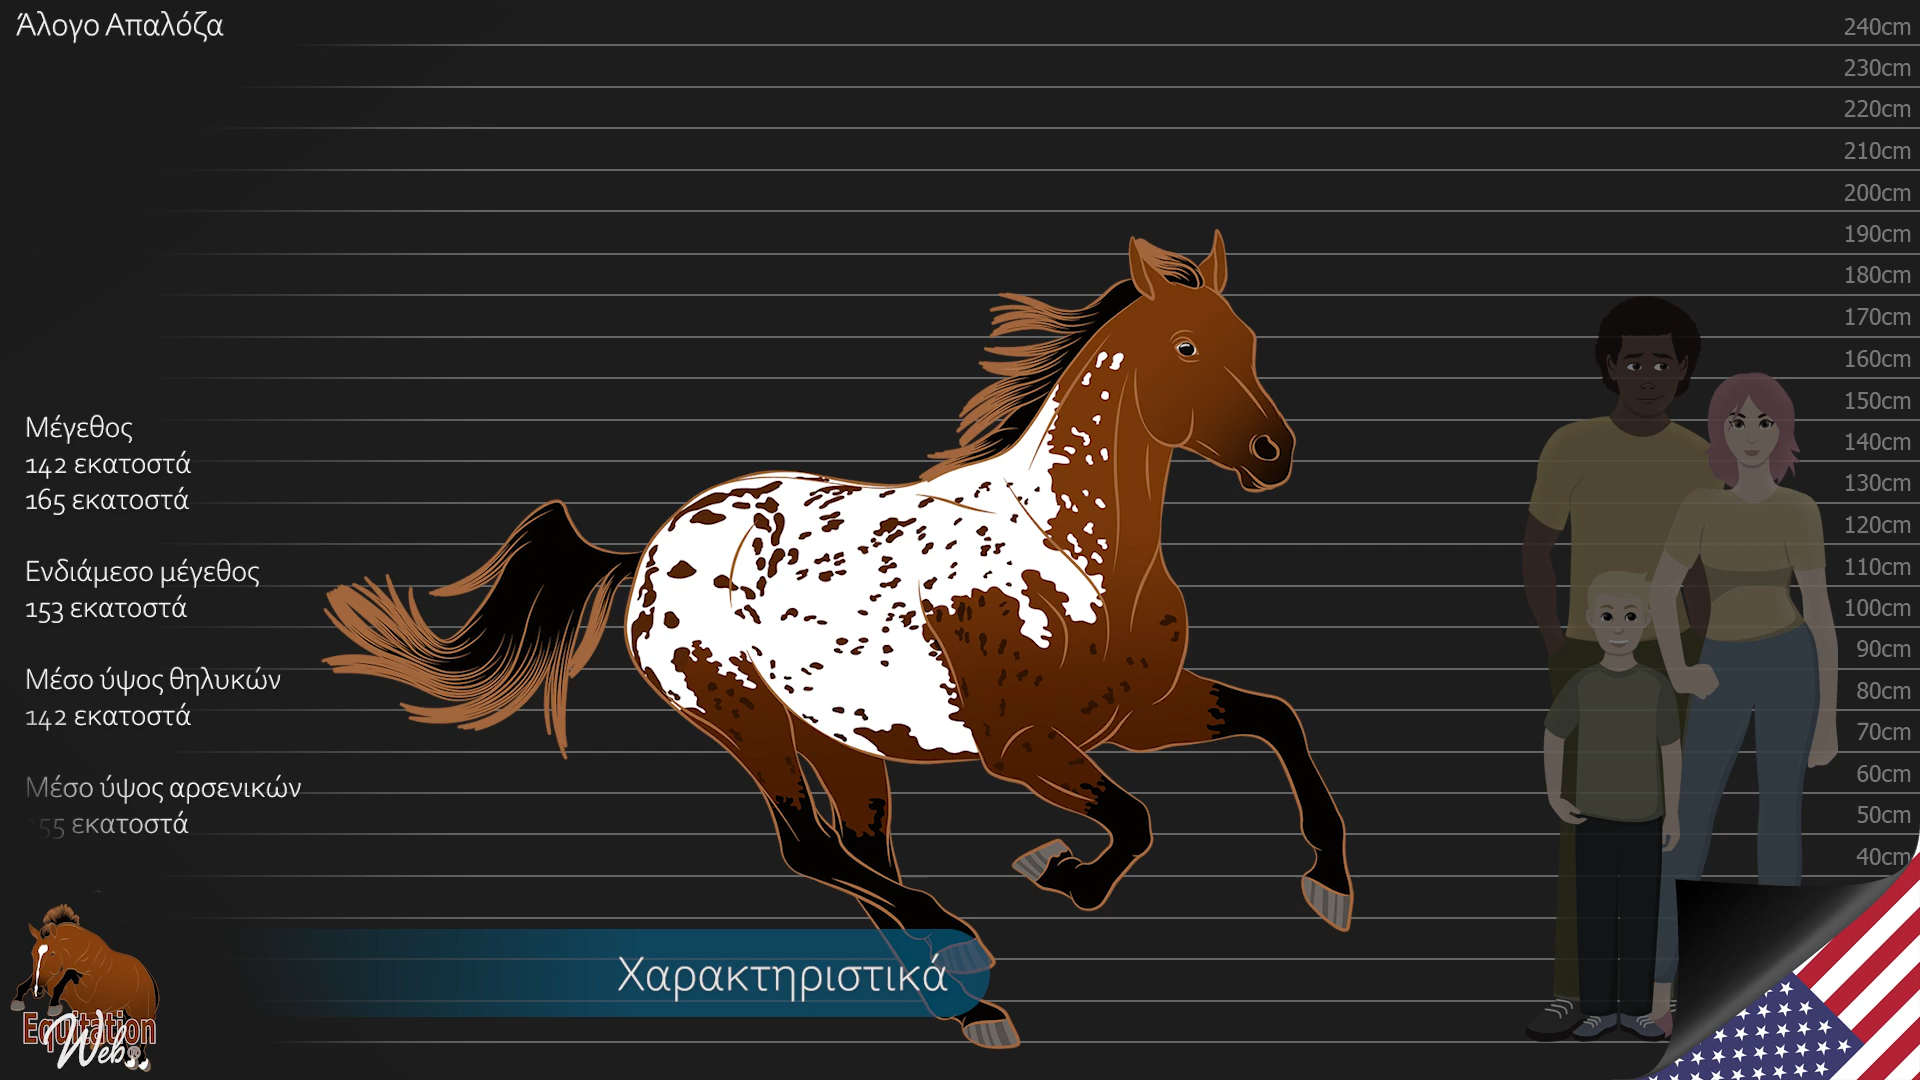 Άλογο Απαλόζα
240cm
230cm
220cm
210cm
200cm
190cm
180cm
170cm
160cm
150cm
140cm
130cm
120cm
110cm
100cm
90cm
80cm
70cm
60cm
50cm
40cm
Μέγεθος
142 εκατοστά
165 εκατοστά
Ενδιάμεσο μέγεθος
153 εκατοστά
Μέσο ύψος θηλυκών
142 εκατοστά
Μέσο ύψος αρσενικών
155 εκατοστά
Χαρακτηριστικά
Equitation
Web